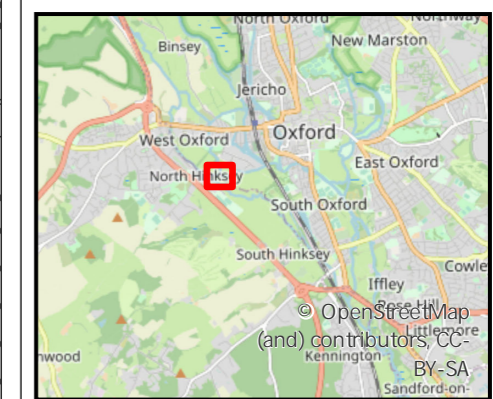 North Oxford
Northway
Binsey
New Marston
Jericho
Oxford
West Oxford
East Oxford
North Hinksey
South Oxford
South Hinksey
Cowle
Iffley
Rose Hill
© OpenStreetMap
Littlemore
(and) contributors, CC-
nwood
Kennington
BY-SA
Sandford-on-